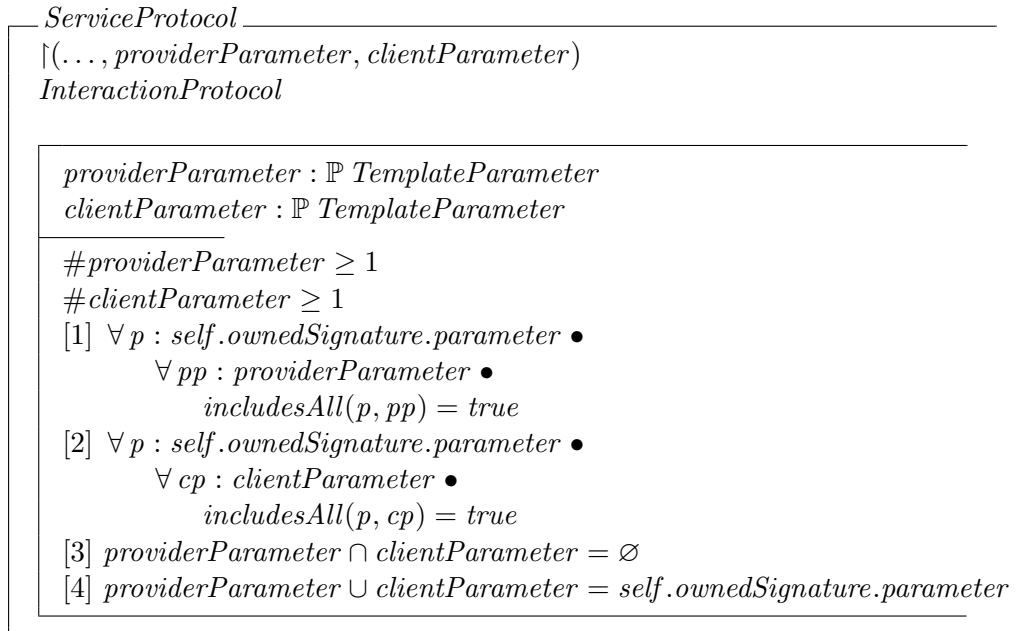 ServiceProtocol
↾(…, providerParameter, clientParameter)
InteractionProtocol
providerParameter : ℙ TemplateParameter
clientParameter : ℙ TemplateParameter
#providerParameter ≥ 1
#clientParameter ≥ 1
[1] ∀ p : self.ownedSignature.parameter •
∀ pp : providerParameter •
includesAll(p, pp) = true
[2] ∀ p : self.ownedSignature.parameter •
∀ cp : clientParameter •
includesAll(p, cp) = true
[3] providerParameter ∩ clientParameter = ∅
[4] providerParameter ∪ clientParameter = self.ownedSignature.parameter